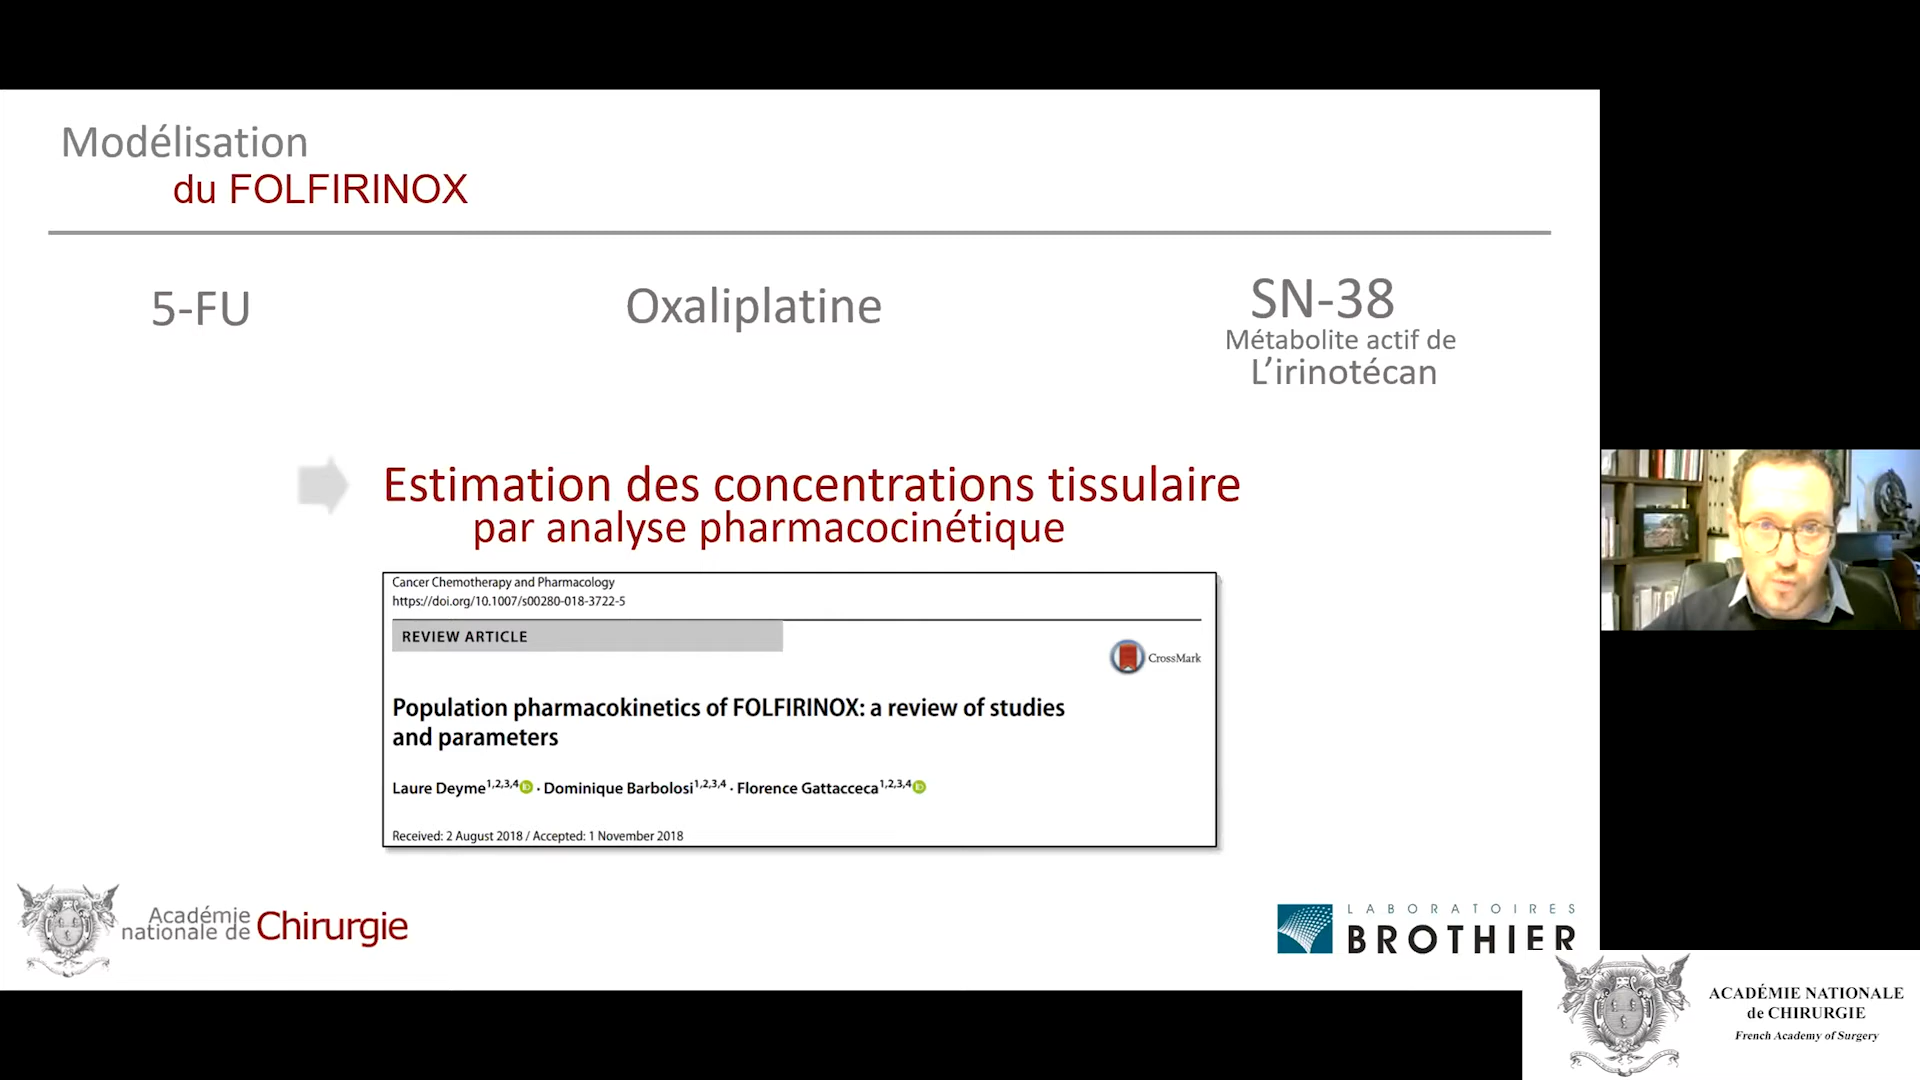 Modélisation
du FOLFIRINOX
5-FU
Oxaliplatine
SN-38
Métabolite actif de
L'irinotécan
Estimation des concentrations tissulaire
par analyse pharmacocinétique
Cancer Chemotherapy and Pharmacology
https://doi.org/10.1007/s00280-018-3722-5
REVIEW ARTICLE
CrossMark
Population pharmacokinetics of FOLFIRINOX: a review of studies
and parameters
Laure Deyme1,2,3,4 · Dominique Barbolosi1,2,3,4 · Florence Gattacceca1,2,3,4
Received: 2 August 2018 / Accepted: 1 November 2018
Académie
nationale de Chirurgie
LABORATOIRES
BROTHIER
ACADÉMIE NATIONALE
de CHIRURGIE
French Academy of Surgery